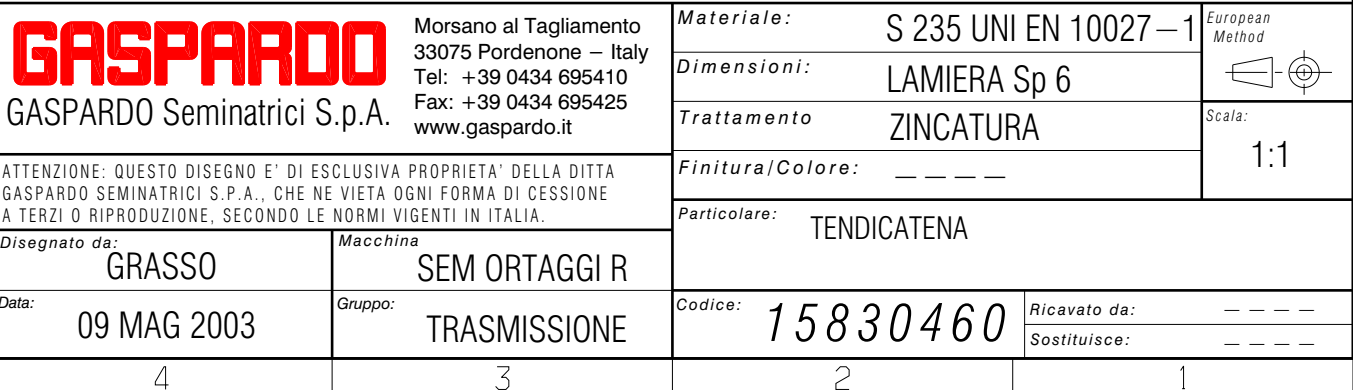 GASPARDO
GASPARDO Seminatrici S.p.A.
Morsano al Tagliamento
33075 Pordenone – Italy
Tel: +39 0434 695410
Fax: +39 0434 695425
www.gaspardo.it
Materiale: S 235 UNI EN 10027–1
Dimensioni: LAMIERA Sp 6
Trattamento ZINCATURA
Finitura/Colore: – – – –
European
Method
Scala:
1:1
ATTENZIONE: QUESTO DISEGNO E' DI ESCLUSIVA PROPRIETA' DELLA DITTA
GASPARDO SEMINATRICI S.P.A., CHE NE VIETA OGNI FORMA DI CESSIONE
A TERZI O RIPRODUZIONE, SECONDO LE NORMI VIGENTI IN ITALIA.
Particolare: TENDICATENA
Disegnato da:
GRASSO
Macchina
SEM ORTAGGI R
Data: 09 MAG 2003
Gruppo: TRASMISSIONE
Codice: 15830460
Ricavato da: – – – –
Sostituisce: – – – –
4 3 2 1